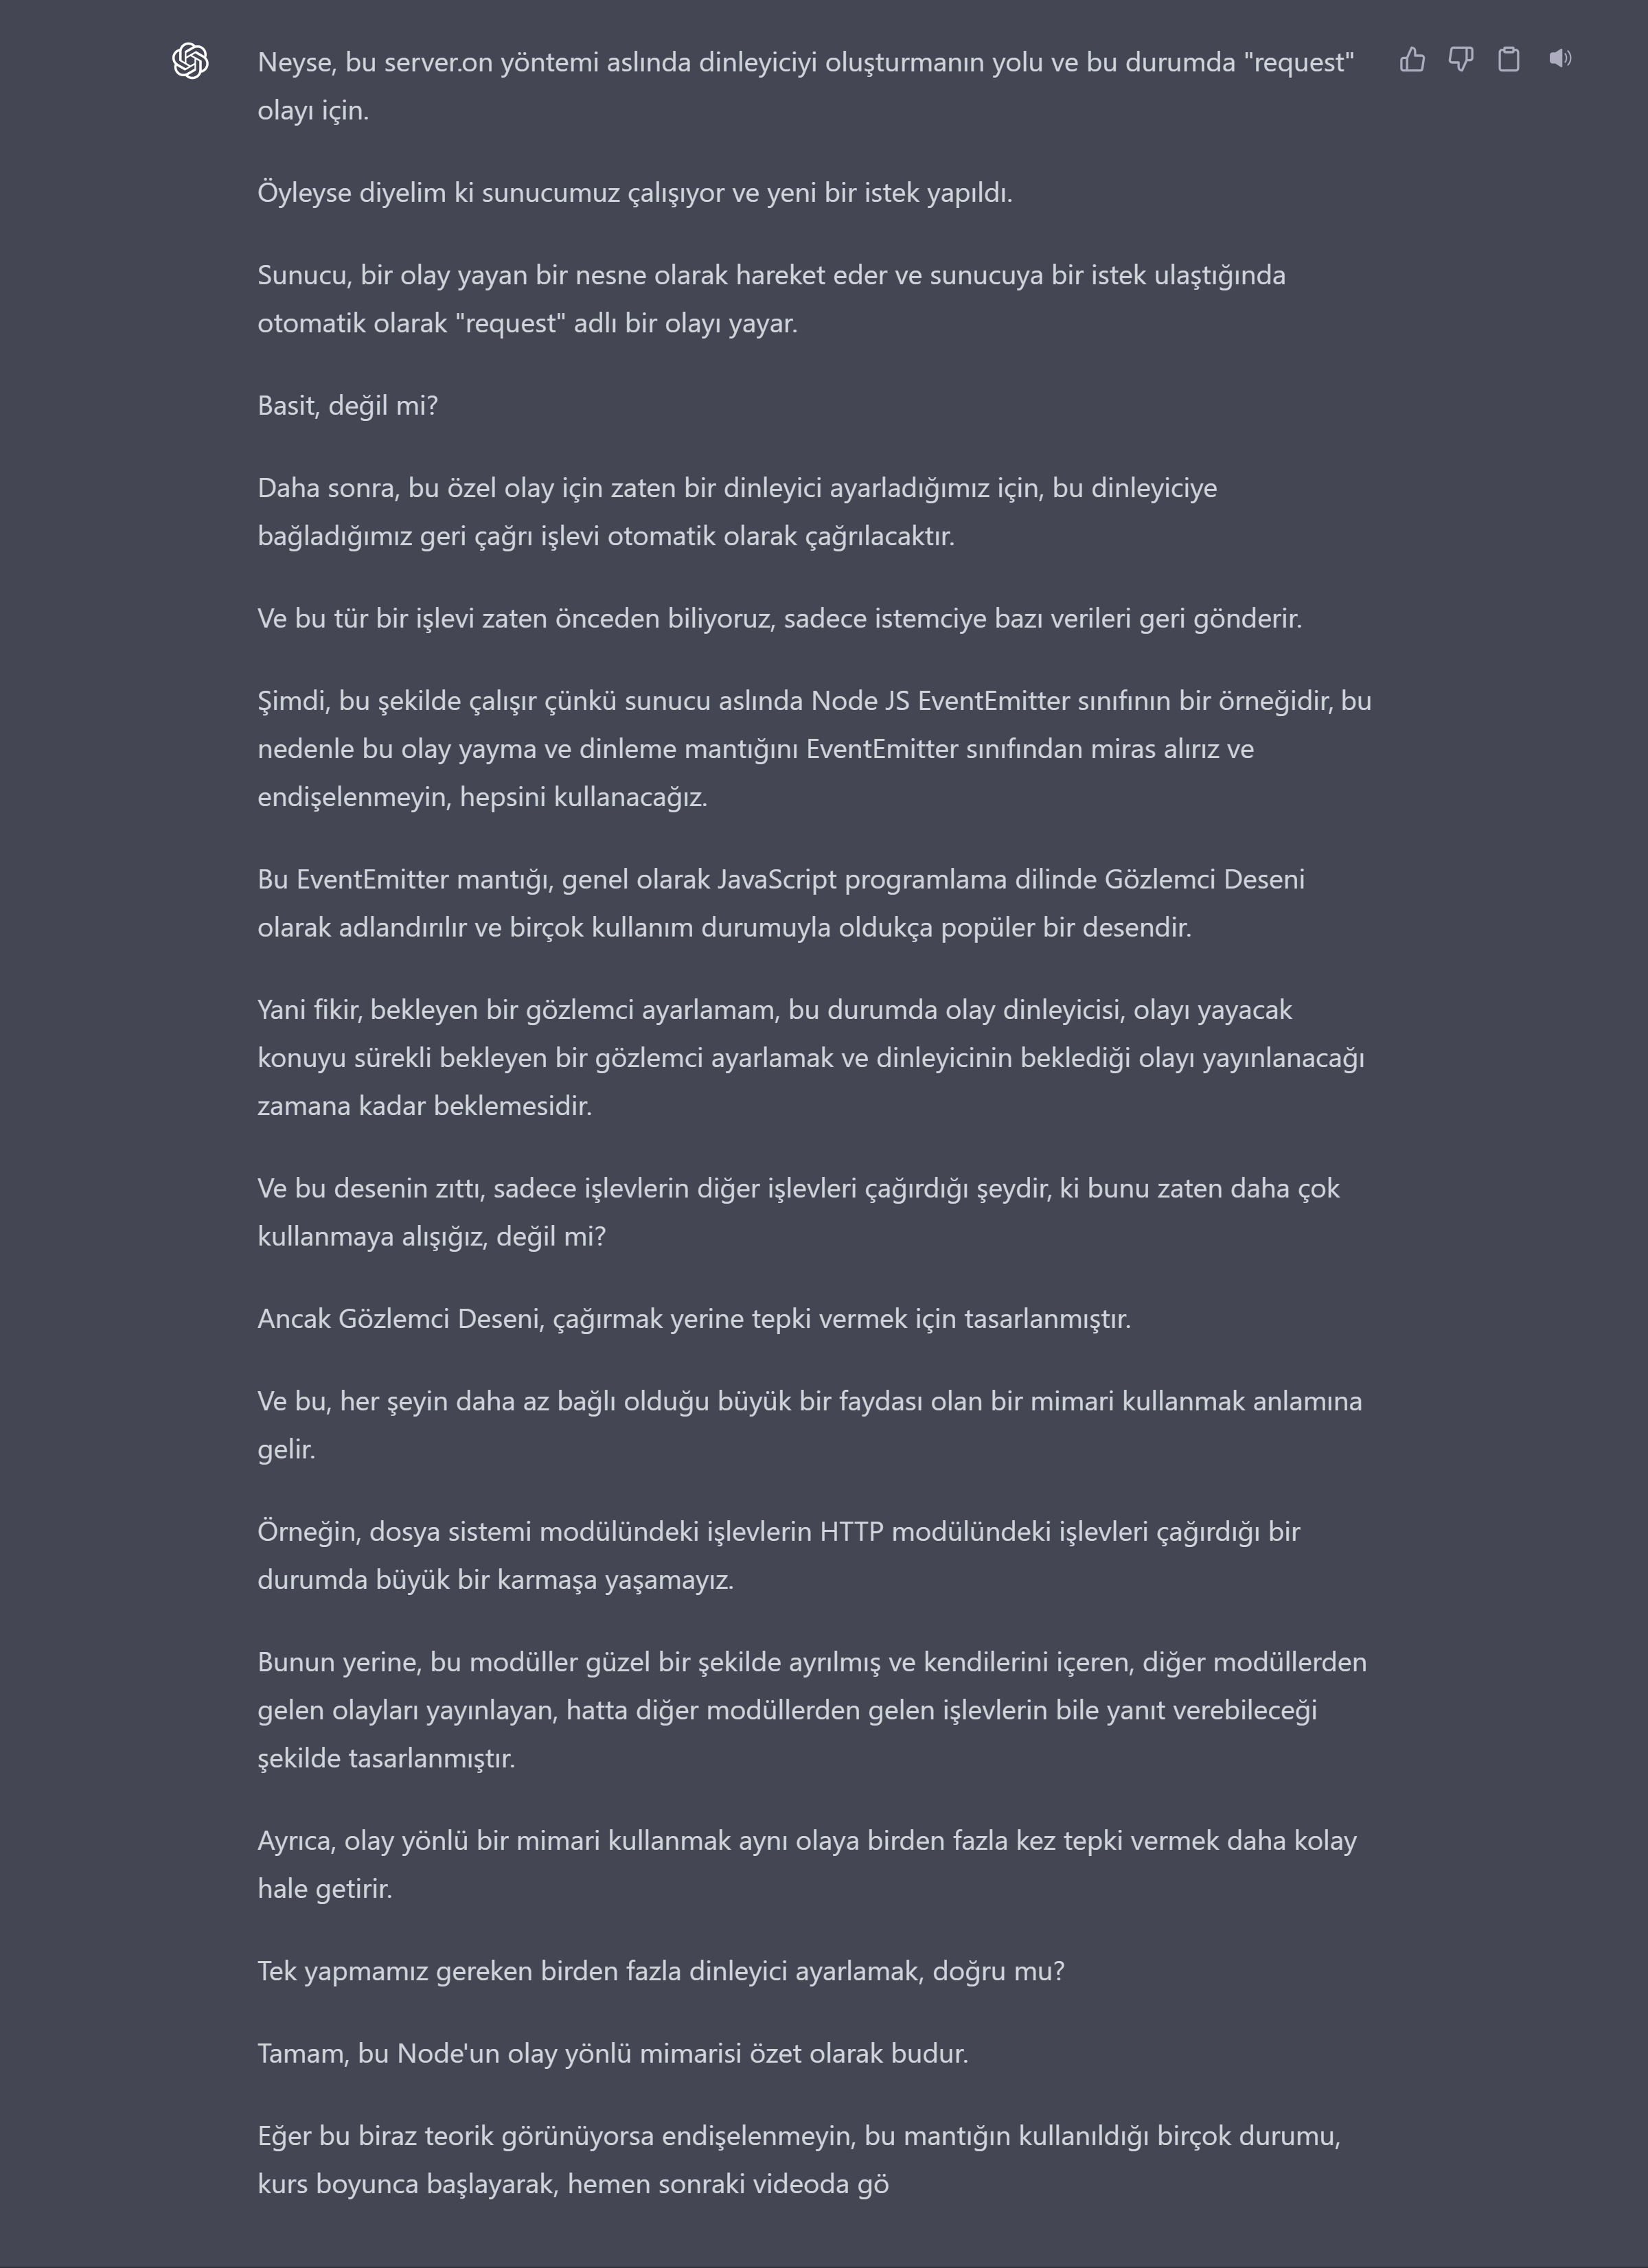 Neyse, bu server.on yöntemi aslında dinleyiciyi oluşturmanın yolu ve bu durumda "request"
olayı için.
Öyleyse diyelim ki sunucumuz çalışıyor ve yeni bir istek yapıldı.
Sunucu, bir olay yayan bir nesne olarak hareket eder ve sunucuya bir istek ulaştığında
otomatik olarak "request" adlı bir olayı yayar.
Basit, değil mi?
Daha sonra, bu özel olay için zaten bir dinleyici ayarladığımız için, bu dinleyiciye
bağladığımız geri çağrı işlevi otomatik olarak çağrılacaktır.
Ve bu tür bir işlevi zaten önceden biliyoruz, sadece istemciye bazı verileri geri gönderir.
Şimdi, bu şekilde çalışır çünkü sunucu aslında Node JS EventEmitter sınıfının bir örneğidir, bu
nedenle bu olay yayma ve dinleme mantığını EventEmitter sınıfından miras alırız ve
endişelenmeyin, hepsini kullanacağız.
Bu EventEmitter mantığı, genel olarak JavaScript programlama dilinde Gözlemci Deseni
olarak adlandırılır ve birçok kullanım durumuyla oldukça popüler bir desendir.
Yani fikir, bekleyen bir gözlemci ayarlamam, bu durumda olay dinleyicisi, olayı yayacak
konuyu sürekli bekleyen bir gözlemci ayarlamak ve dinleyicinin beklediği olayı yayınlanacağı
zamana kadar beklemesidir.
Ve bu desenin zıttı, sadece işlevlerin diğer işlevleri çağırdığı şeydir, ki bunu zaten daha çok
kullanmaya alışığız, değil mi?
Ancak Gözlemci Deseni, çağırmak yerine tepki vermek için tasarlanmıştır.
Ve bu, her şeyin daha az bağlı olduğu büyük bir faydası olan bir mimari kullanmak anlamına
gelir.
Örneğin, dosya sistemi modülündeki işlevlerin HTTP modülündeki işlevleri çağırdığı bir
durumda büyük bir karmaşa yaşamayız.
Bunun yerine, bu modüller güzel bir şekilde ayrılmış ve kendilerini içeren, diğer modüllerden
gelen olayları yayınlayan, hatta diğer modüllerden gelen işlevlerin bile yanıt verebileceği
şekilde tasarlanmıştır.
Ayrıca, olay yönlü bir mimari kullanmak aynı olaya birden fazla kez tepki vermek daha kolay
hale getirir.
Tek yapmamız gereken birden fazla dinleyici ayarlamak, doğru mu?
Tamam, bu Node'un olay yönlü mimarisi özet olarak budur.
Eğer bu biraz teorik görünüyorsa endişelenmeyin, bu mantığın kullanıldığı birçok durumu,
kurs boyunca başlayarak, hemen sonraki videoda gö